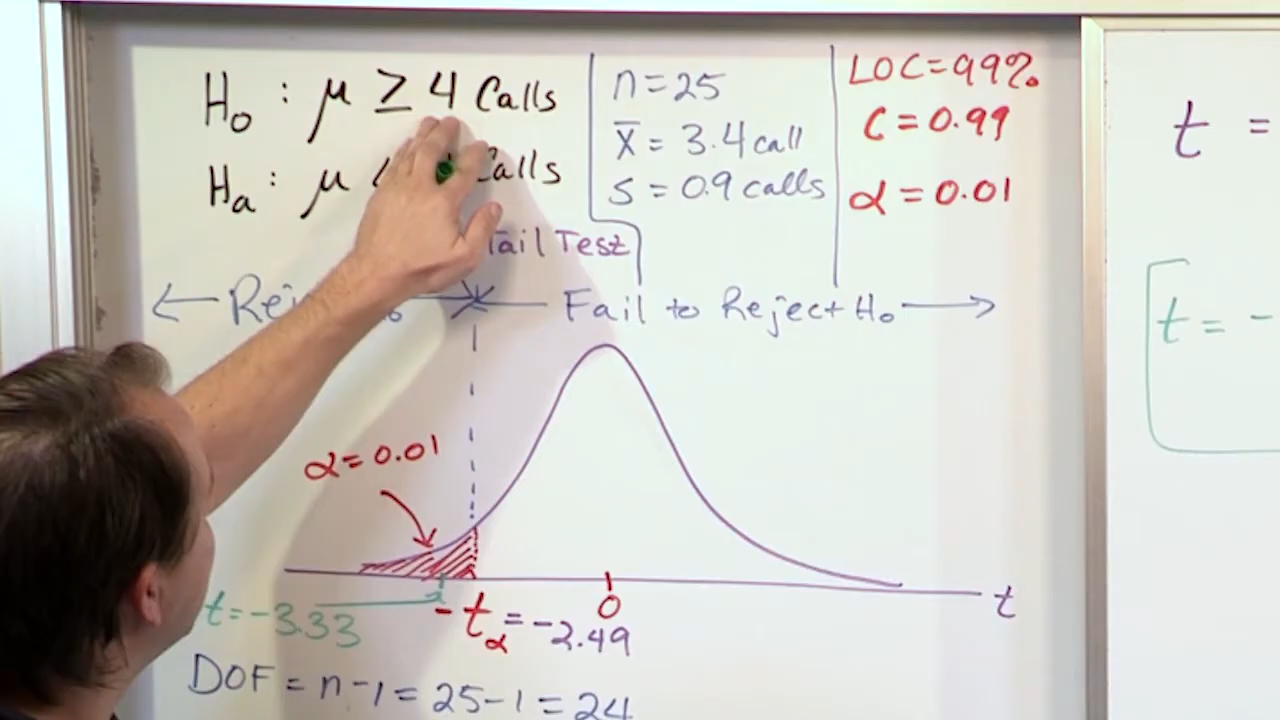 H₀ : μ ≥ 4 Calls
Hₐ : μ < Calls
Tail Test
n = 25
x̄ = 3.4 call
s = 0.9 calls
LOC = 99%
C = 0.99
α = 0.01
Fail to Reject H₀
α = 0.01
0
t
t = -3.33
-tα = -2.49
DOF = n - 1 = 25 - 1 = 24
t =
t = -